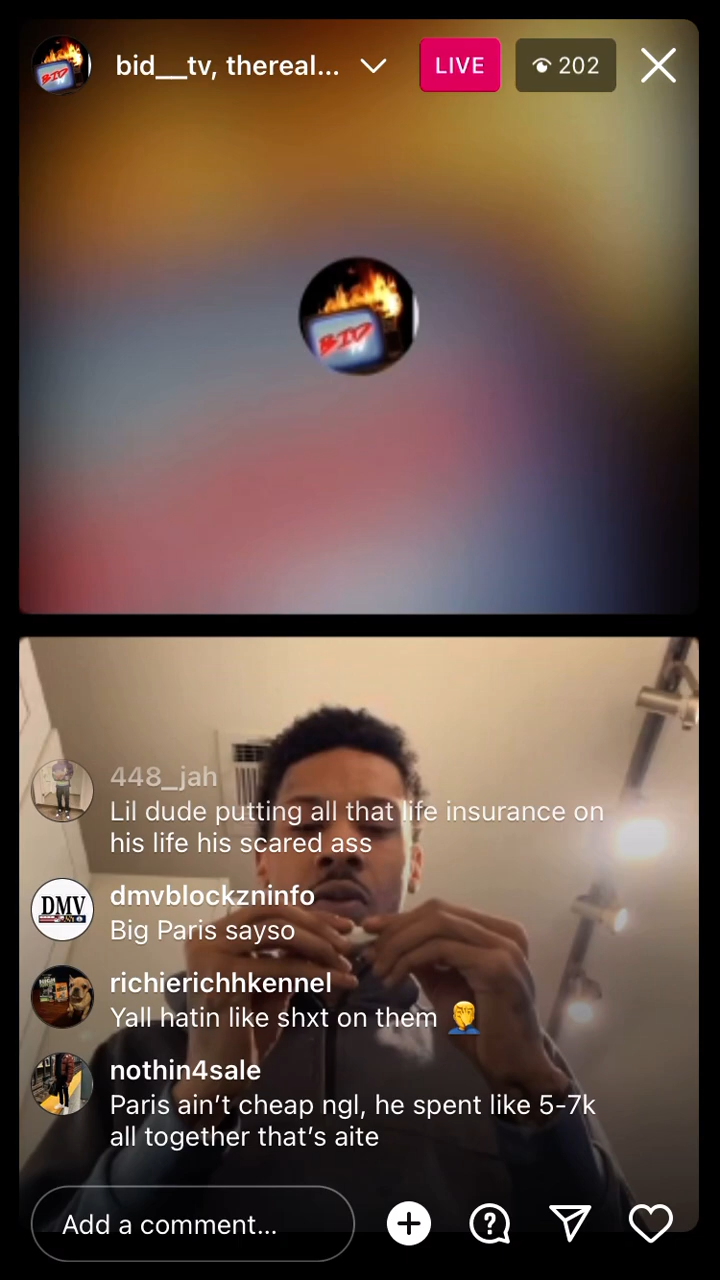 bid__tv, thereal...
LIVE
202
BID
448_jah
Lil dude putting all that life insurance on
his life his scared ass
DMV
dmvblockzninfo
Big Paris sayso
richierichhkennel
Yall hatin like shxt on them 🤦‍♂️
nothin4sale
Paris ain’t cheap ngl, he spent like 5-7k
all together that’s aite
Add a comment...